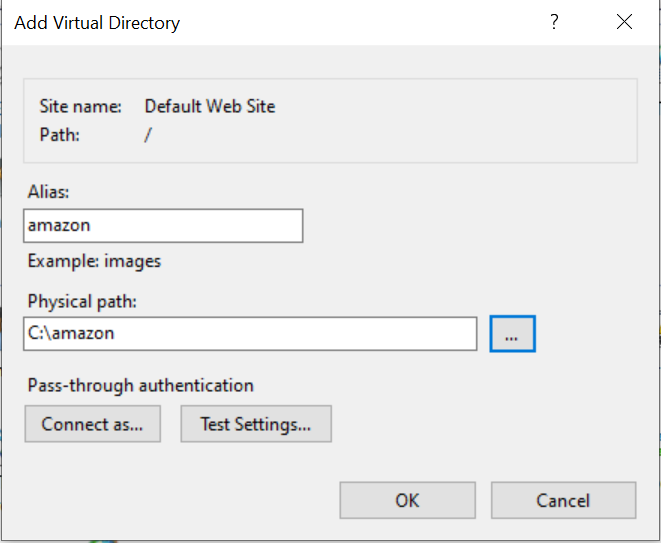 Add Virtual Directory ?
Site name: Default Web Site
Path: /
Alias:
amazon
Example: images
Physical path:
C:\amazon ...
Pass-through authentication
Connect as... Test Settings...
OK Cancel